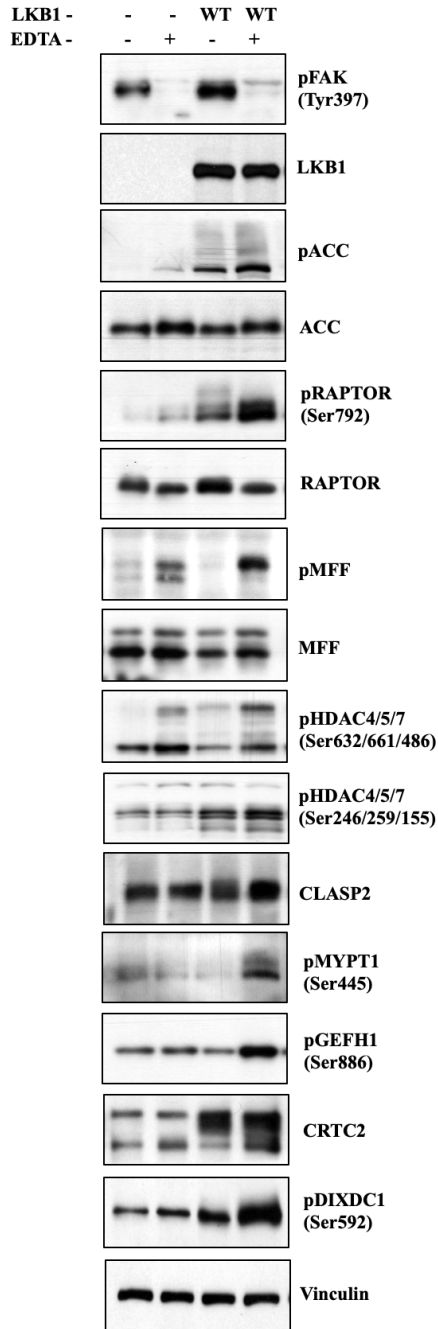 LKB1 - - - WT WT
EDTA - - + - +
pFAK
(Tyr397)
LKB1
pACC
ACC
pRAPTOR
(Ser792)
RAPTOR
pMFF
MFF
pHDAC4/5/7
(Ser632/661/486)
pHDAC4/5/7
(Ser246/259/155)
CLASP2
pMYPT1
(Ser445)
pGEFH1
(Ser886)
CRTC2
pDIXDC1
(Ser592)
Vinculin